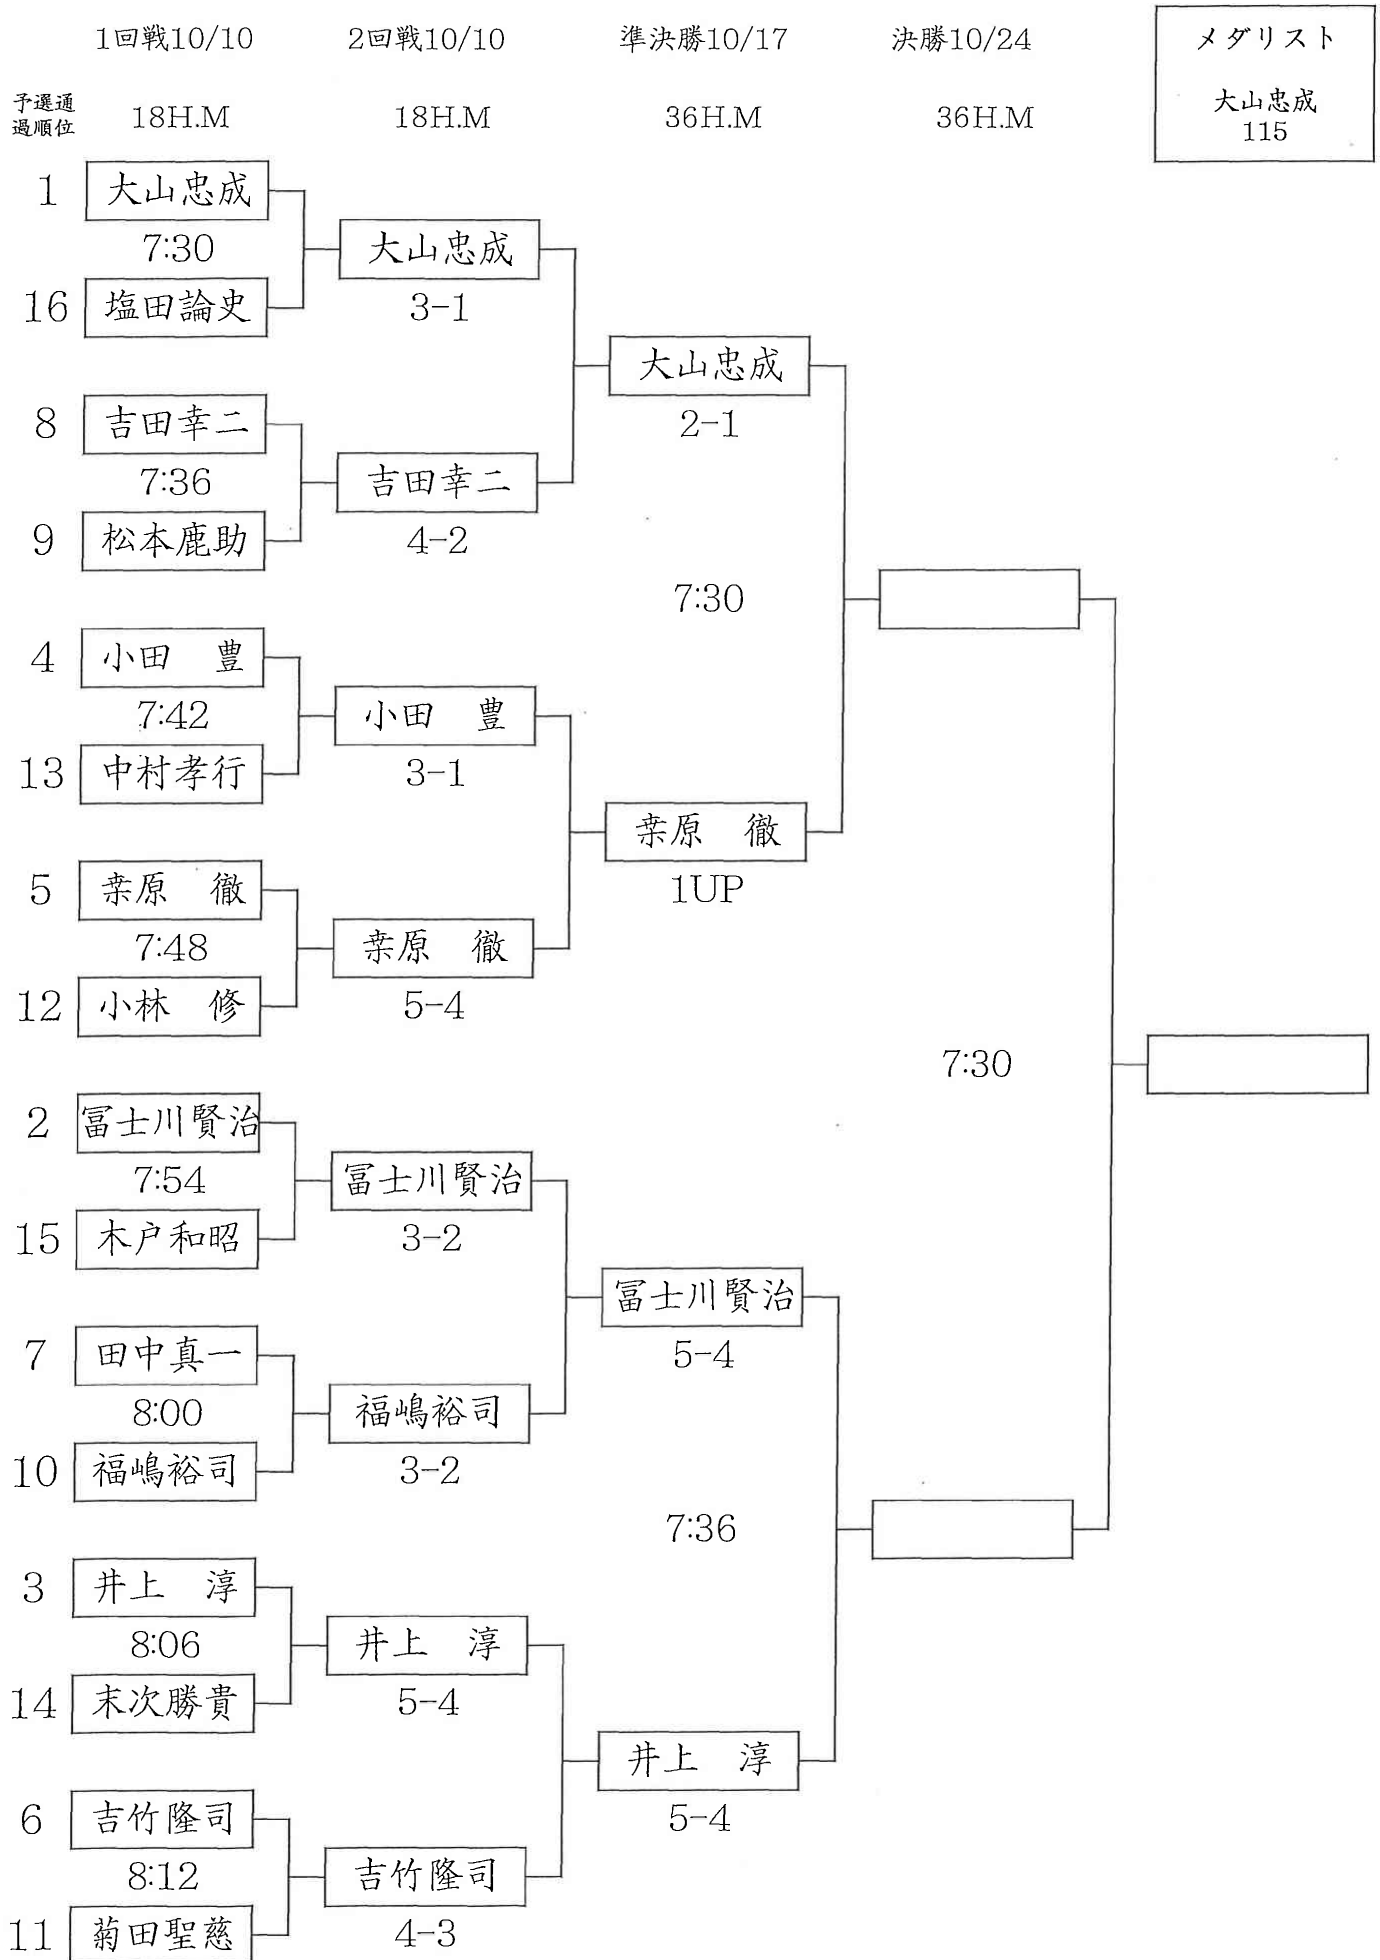 1回戦10/10 2回戦10/10 準決勝10/17 決勝10/24 メダリスト
予選通
過順位 18H.M 18H.M 36H.M 36H.M 大山忠成
115
1 大山忠成
7:30 大山忠成
16 塩田論史 3-1
大山忠成
8 吉田幸二 2-1
7:36 吉田幸二
9 松本鹿助 4-2
7:30
4 小田 豊
7:42 小田 豊
13 中村孝行 3-1
桒原 徹
5 桒原 徹 1UP
7:48 桒原 徹
12 小林 修 5-4
7:30
2 冨士川賢治
7:54 冨士川賢治
15 木戸和昭 3-2
冨士川賢治
7 田中真一 5-4
8:00 福嶋裕司
10 福嶋裕司 3-2
7:36
3 井上 淳
8:06 井上 淳
14 末次勝貴 5-4
井上 淳
6 吉竹隆司 5-4
8:12 吉竹隆司
11 菊田聖慈 4-3